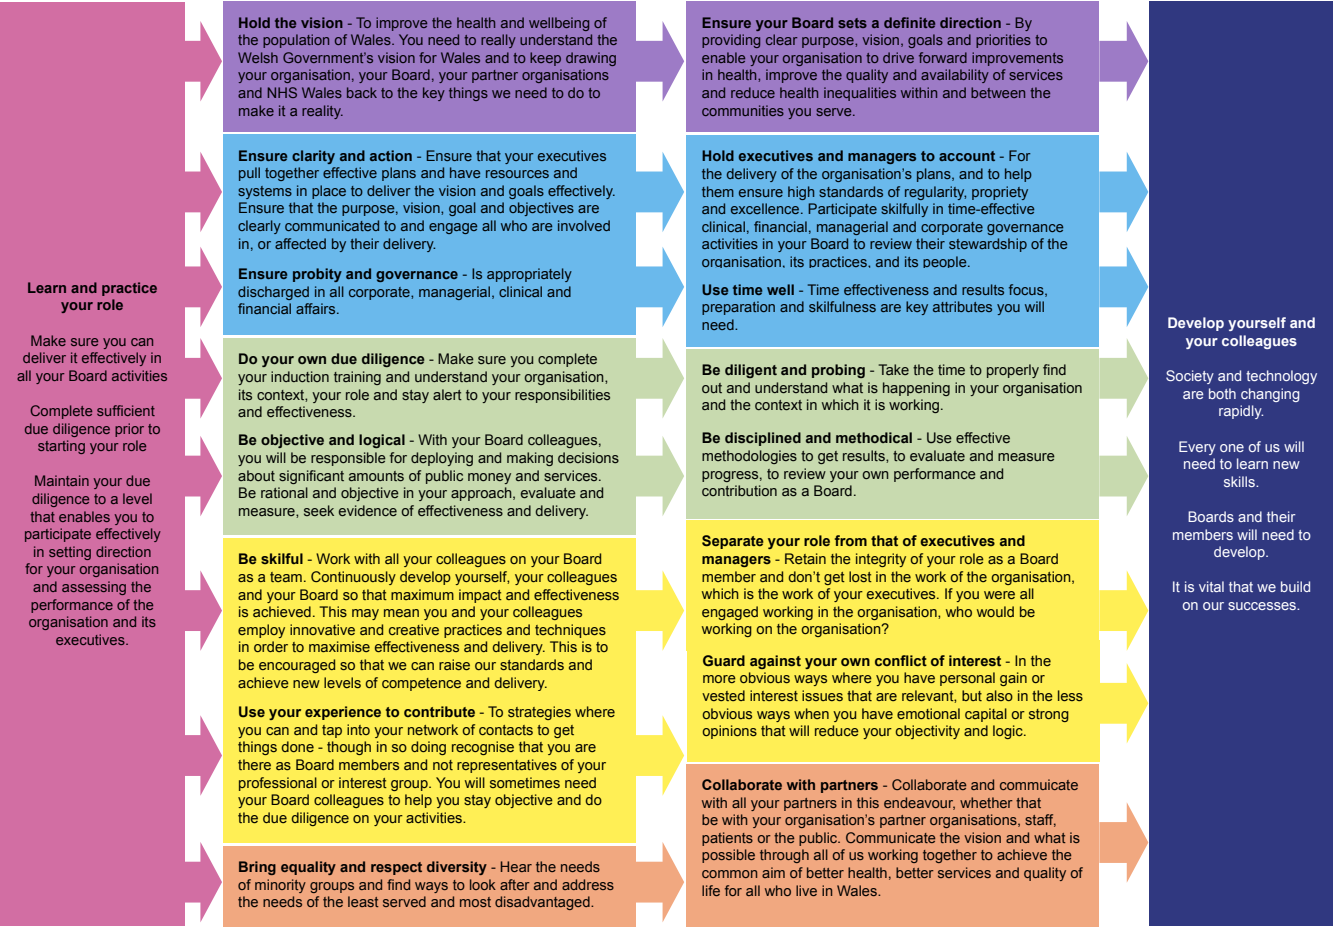 Learn and practice
your role
Make sure you can
deliver it effectively in
all your Board activities
Complete sufficient
due diligence prior to
starting your role
Maintain your due
diligence to a level
that enables you to
participate effectively
in setting direction
for your organisation
and assessing the
performance of the
organisation and its
executives.
Hold the vision - To improve the health and wellbeing of
the population of Wales. You need to really understand the
Welsh Government's vision for Wales and to keep drawing
your organisation, your Board, your partner organisations
and NHS Wales back to the key things we need to do to
make it a reality.
Ensure clarity and action - Ensure that your executives
pull together effective plans and have resources and
systems in place to deliver the vision and goals effectively.
Ensure that the purpose, vision, goal and objectives are
clearly communicated to and engage all who are involved
in, or affected by their delivery.
Ensure probity and governance - Is appropriately
discharged in all corporate, managerial, clinical and
financial affairs.
Do your own due diligence - Make sure you complete
your induction training and understand your organisation,
its context, your role and stay alert to your responsibilities
and effectiveness.
Be objective and logical - With your Board colleagues,
you will be responsible for deploying and making decisions
about significant amounts of public money and services.
Be rational and objective in your approach, evaluate and
measure, seek evidence of effectiveness and delivery.
Be skilful - Work with all your colleagues on your Board
as a team. Continuously develop yourself, your colleagues
and your Board so that maximum impact and effectiveness
is achieved. This may mean you and your colleagues
employ innovative and creative practices and techniques
in order to maximise effectiveness and delivery. This is to
be encouraged so that we can raise our standards and
achieve new levels of competence and delivery.
Use your experience to contribute - To strategies where
you can and tap into your network of contacts to get
things done - though in so doing recognise that you are
there as Board members and not representatives of your
professional or interest group. You will sometimes need
your Board colleagues to help you stay objective and do
the due diligence on your activities.
Bring equality and respect diversity - Hear the needs
of minority groups and find ways to look after and address
the needs of the least served and most disadvantaged.
Ensure your Board sets a definite direction - By
providing clear purpose, vision, goals and priorities to
enable your organisation to drive forward improvements
in health, improve the quality and availability of services
and reduce health inequalities within and between the
communities you serve.
Hold executives and managers to account - For
the delivery of the organisation's plans, and to help
them ensure high standards of regularity, propriety
and excellence. Participate skilfully in time-effective
clinical, financial, managerial and corporate governance
activities in your Board to review their stewardship of the
organisation, its practices, and its people.
Use time well - Time effectiveness and results focus,
preparation and skilfulness are key attributes you will
need.
Be diligent and probing - Take the time to properly find
out and understand what is happening in your organisation
and the context in which it is working.
Be disciplined and methodical - Use effective
methodologies to get results, to evaluate and measure
progress, to review your own performance and
contribution as a Board.
Separate your role from that of executives and
managers - Retain the integrity of your role as a Board
member and don't get lost in the work of the organisation,
which is the work of your executives. If you were all
engaged working in the organisation, who would be
working on the organisation?
Guard against your own conflict of interest - In the
more obvious ways where you have personal gain or
vested interest issues that are relevant, but also in the less
obvious ways when you have emotional capital or strong
opinions that will reduce your objectivity and logic.
Collaborate with partners - Collaborate and commuicate
with all your partners in this endeavour, whether that
be with your organisation's partner organisations, staff,
patients or the public. Communicate the vision and what is
possible through all of us working together to achieve the
common aim of better health, better services and quality of
life for all who live in Wales.
Develop yourself and
your colleagues
Society and technology
are both changing
rapidly.
Every one of us will
need to learn new
skills.
Boards and their
members will need to
develop.
It is vital that we build
on our successes.